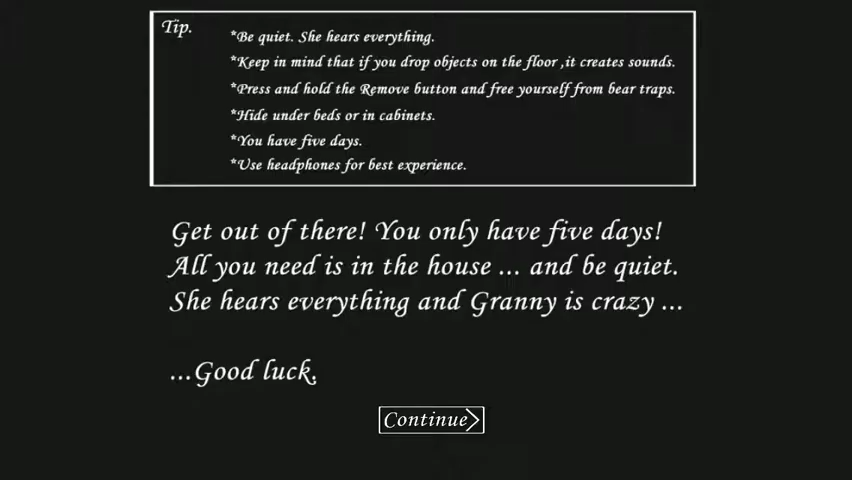 Tip.
*Be quiet. She hears everything.
*Keep in mind that if you drop objects on the floor ,it creates sounds.
*Press and hold the Remove button and free yourself from bear traps.
*Hide under beds or in cabinets.
*You have five days.
*Use headphones for best experience.
Get out of there! You only have five days!
All you need is in the house ... and be quiet.
She hears everything and Granny is crazy ...
...Good luck.
Continue>